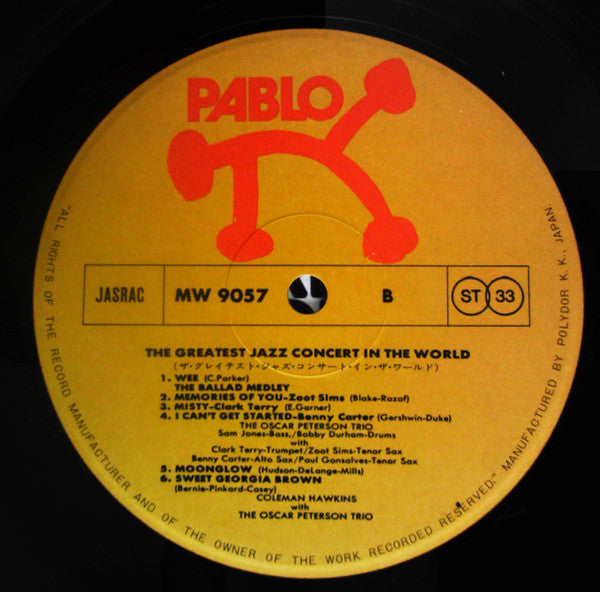 PABLO
JASRAC MW 9057 B ST 33
THE GREATEST JAZZ CONCERT IN THE WORLD
(ザ・グレイテスト・ジャズ・コンサート・イン・ザ・ワールド)
1. WEE (C.Parker)
THE BALLAD MEDLEY
2. MEMORIES OF YOU-Zoot Sims (Blake-Razaf)
3. MISTY-Clark Terry (E.Garner)
4. I CAN'T GET STARTED-Benny Carter (Gershwin-Duke)
THE OSCAR PETERSON TRIO
Sam Jones-Bass,/Bobby Durham-Drums
with
Clark Terry-Trumpet/Zoot Sims-Tenor Sax
Benny Carter-Alto Sax/Paul Gonsalves-Tenor Sax
5. MOONGLOW (Hudson-DeLange-Mills)
6. SWEET GEORGIA BROWN
(Bernie-Pinkard-Casey)
COLEMAN HAWKINS
with
THE OSCAR PETERSON TRIO
"ALL RIGHTS OF THE RECORD MANUFACTURER AND OF THE OWNER OF THE WORK RECORDED RESERVED." MANUFACTURED BY POLYDOR K.K., JAPAN.